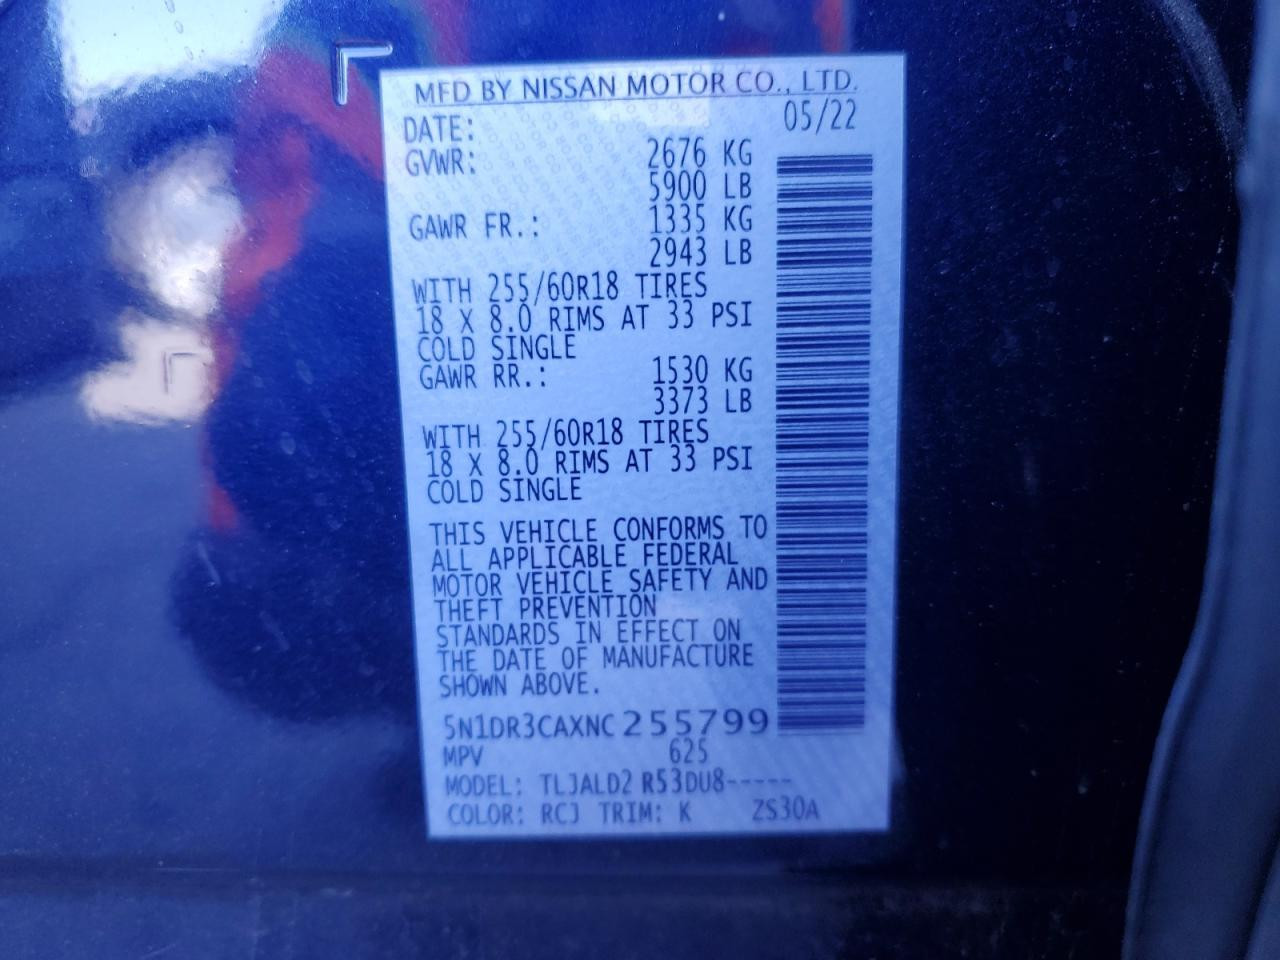 MFD BY NISSAN MOTOR CO., LTD.
DATE: 05/22
GVWR: 2676 KG
5900 LB
GAWR FR.: 1335 KG
2943 LB
WITH 255/60R18 TIRES
18 X 8.0 RIMS AT 33 PSI
COLD SINGLE
GAWR RR.: 1530 KG
3373 LB
WITH 255/60R18 TIRES
18 X 8.0 RIMS AT 33 PSI
COLD SINGLE
THIS VEHICLE CONFORMS TO
ALL APPLICABLE FEDERAL
MOTOR VEHICLE SAFETY AND
THEFT PREVENTION
STANDARDS IN EFFECT ON
THE DATE OF MANUFACTURE
SHOWN ABOVE.
5N1DR3CAXNC255799
MPV 625
MODEL: TLJALD2 R53DU8-----
COLOR: RCJ TRIM: K ZS30A